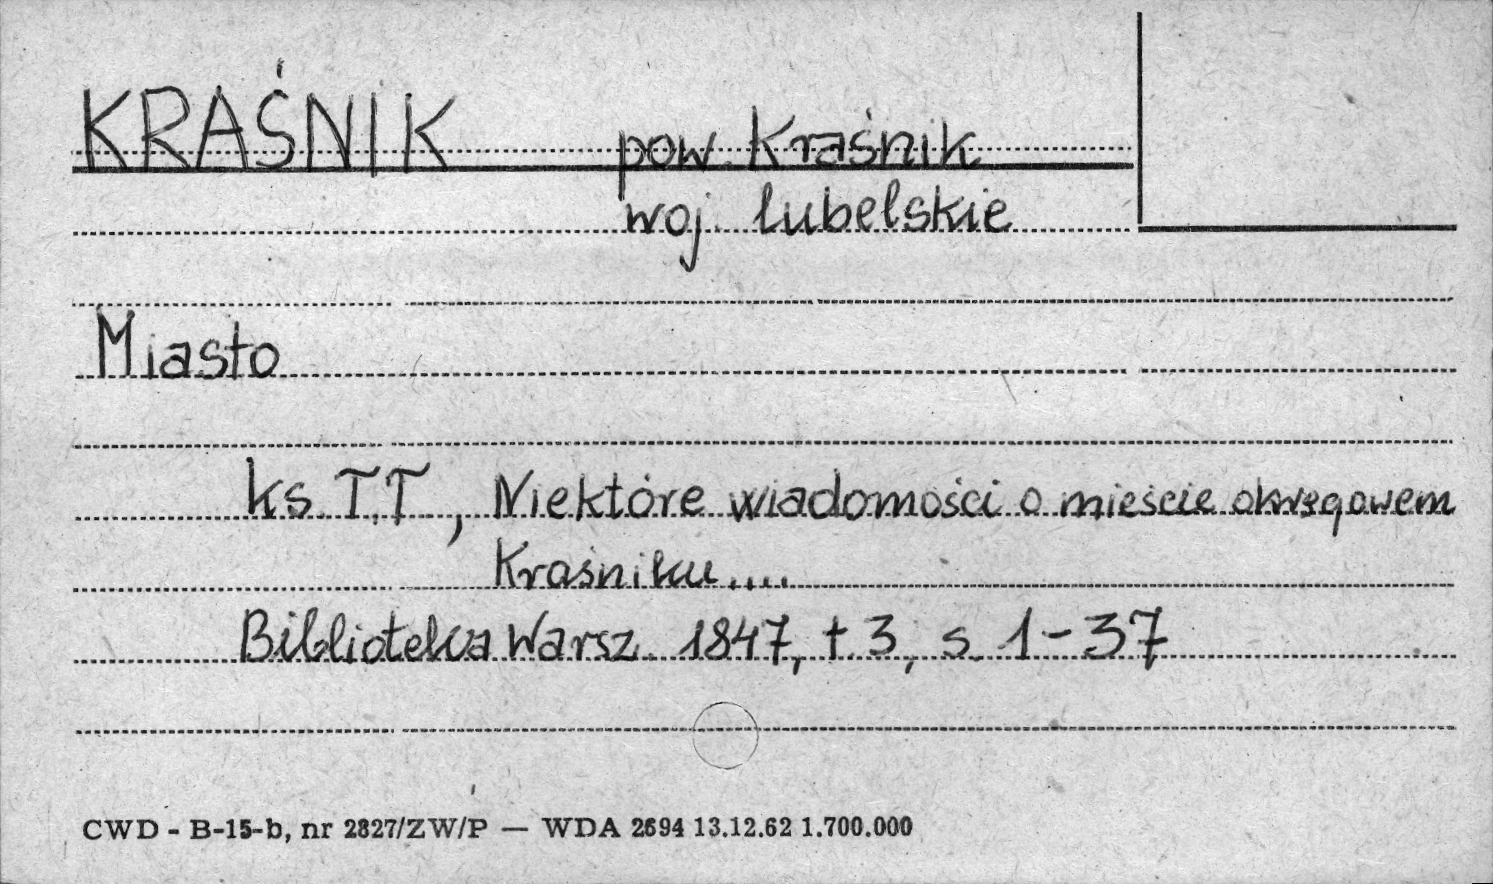 KRAŚNIK pow. Kraśnik
woj. lubelskie
Miasto
ks. T.T., Niektóre wiadomości o mieście okręgowem
Kraśniku....
Biblioteka Warsz. 1847, t. 3, s. 1-37
CWD - B-15-b, nr 2827/ZW/P — WDA 2694 13.12.62 1.700.000